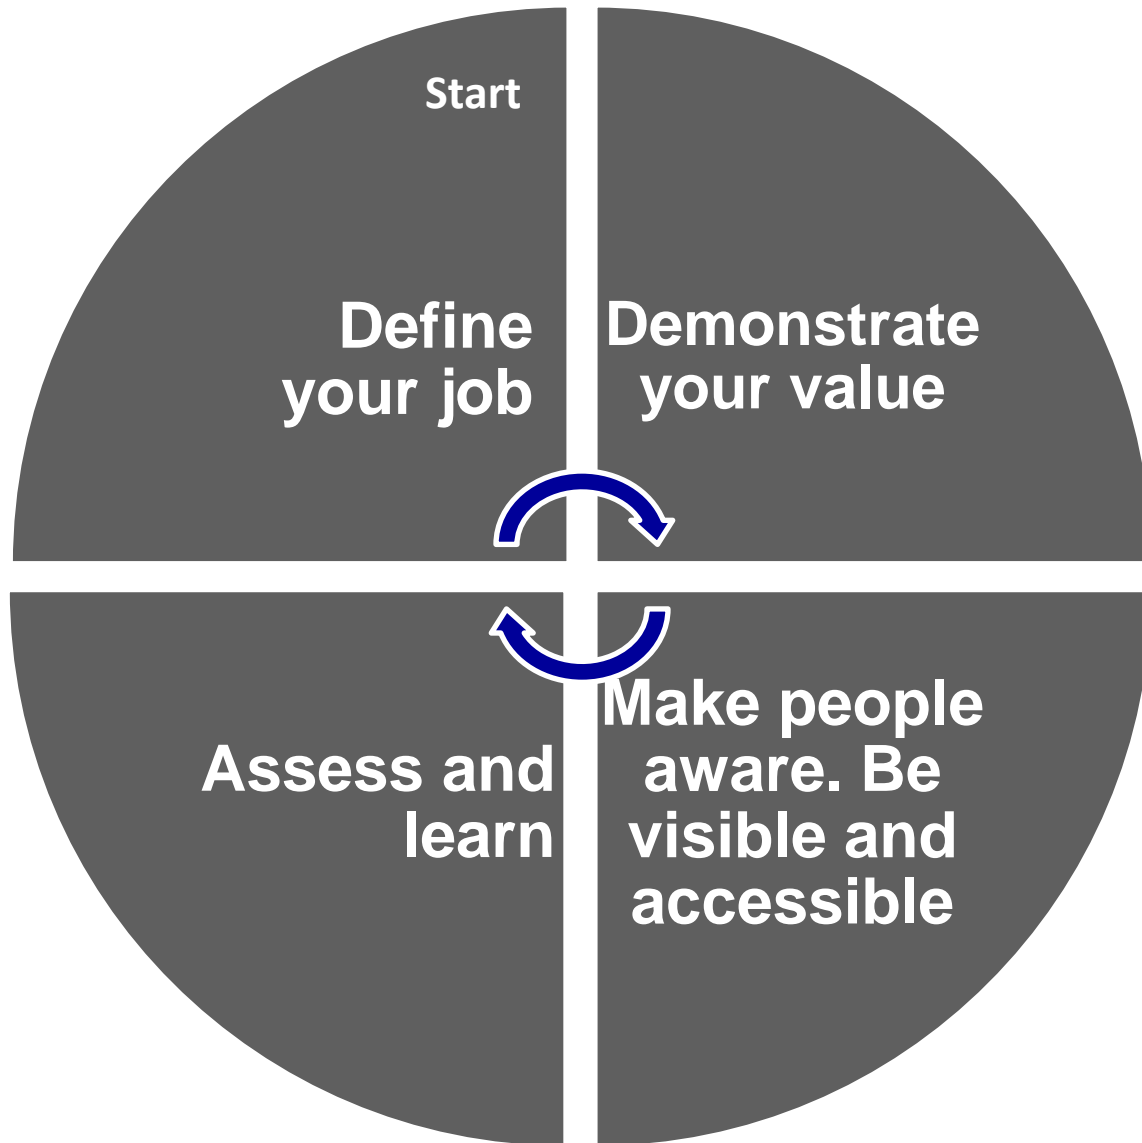 Start
Define
your job
Demonstrate
your value
Make people
aware. Be
visible and
accessible
Assess and
learn